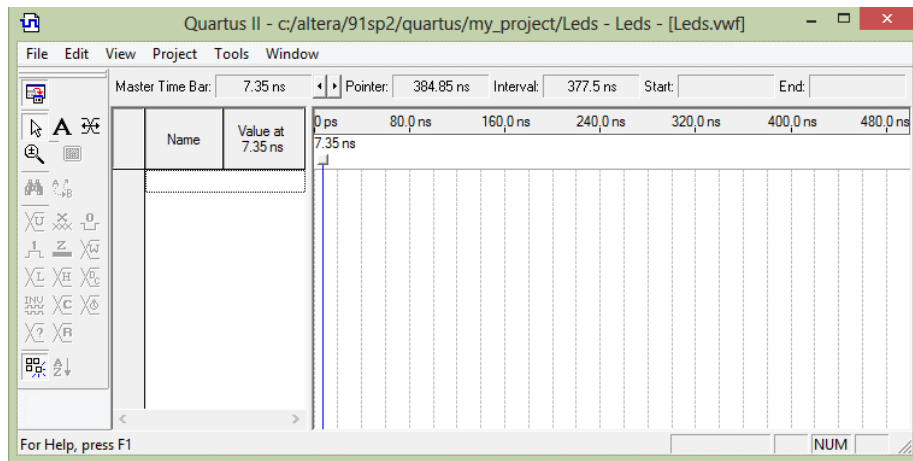 Quartus II - c:/altera/91sp2/quartus/my_project/Leds - Leds - [Leds.vwf]
File Edit View Project Tools Window
Master Time Bar: 7.35 ns Pointer: 384.85 ns Interval: 377.5 ns Start: End:
Name Value at 7.35 ns
0 ps 80.0 ns 160.0 ns 240.0 ns 320.0 ns 400.0 ns 480.0 ns
7.35 ns
For Help, press F1 NUM